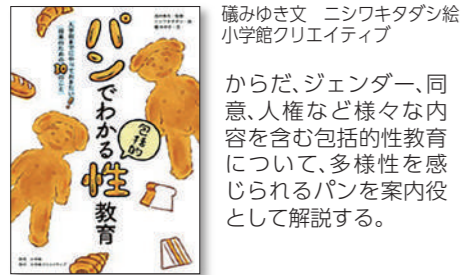 礒みゆき文　ニシワキタダシ絵
小学館クリエイティブ
からだ、ジェンダー、同
意、人権など様々な内
容を含む包括的性教育
について、多様性を感
じられるパンを案内役
として解説する。
パンでわかる
包括的
性教育